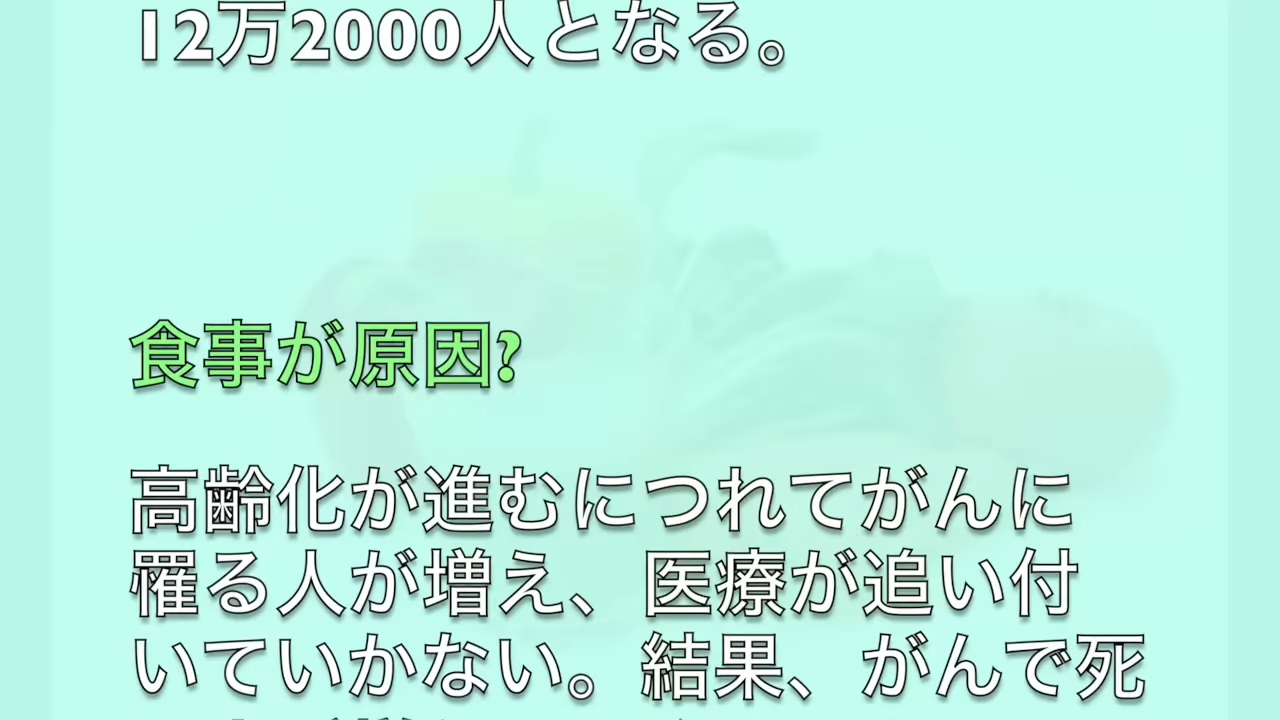 12万2000人となる。
食事が原因?
高齢化が進むにつれてがんに
罹る人が増え、医療が追い付
いていかない。結果、がんで死